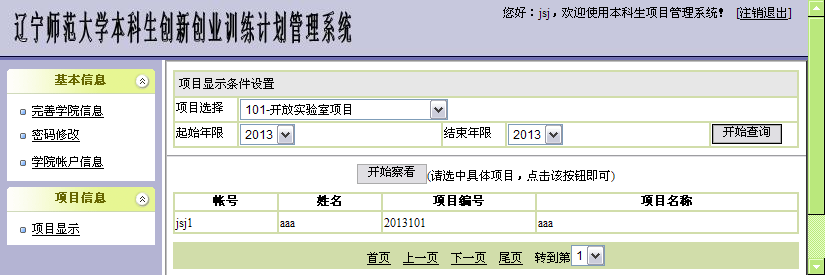 辽宁师范大学本科生创新创业训练计划管理系统
您好：jsj，欢迎使用本科生项目管理系统！ [注销退出]
基本信息
完善学院信息
密码修改
学院帐户信息
项目信息
项目显示
项目显示条件设置
项目选择 101-开放实验室项目
起始年限 2013 结束年限 2013 开始查询
开始察看 (请选中具体项目，点击该按钮即可)
帐号 姓名 项目编号 项目名称
jsj1 aaa 2013101 aaa
首页 上一页 下一页 尾页 转到第 1